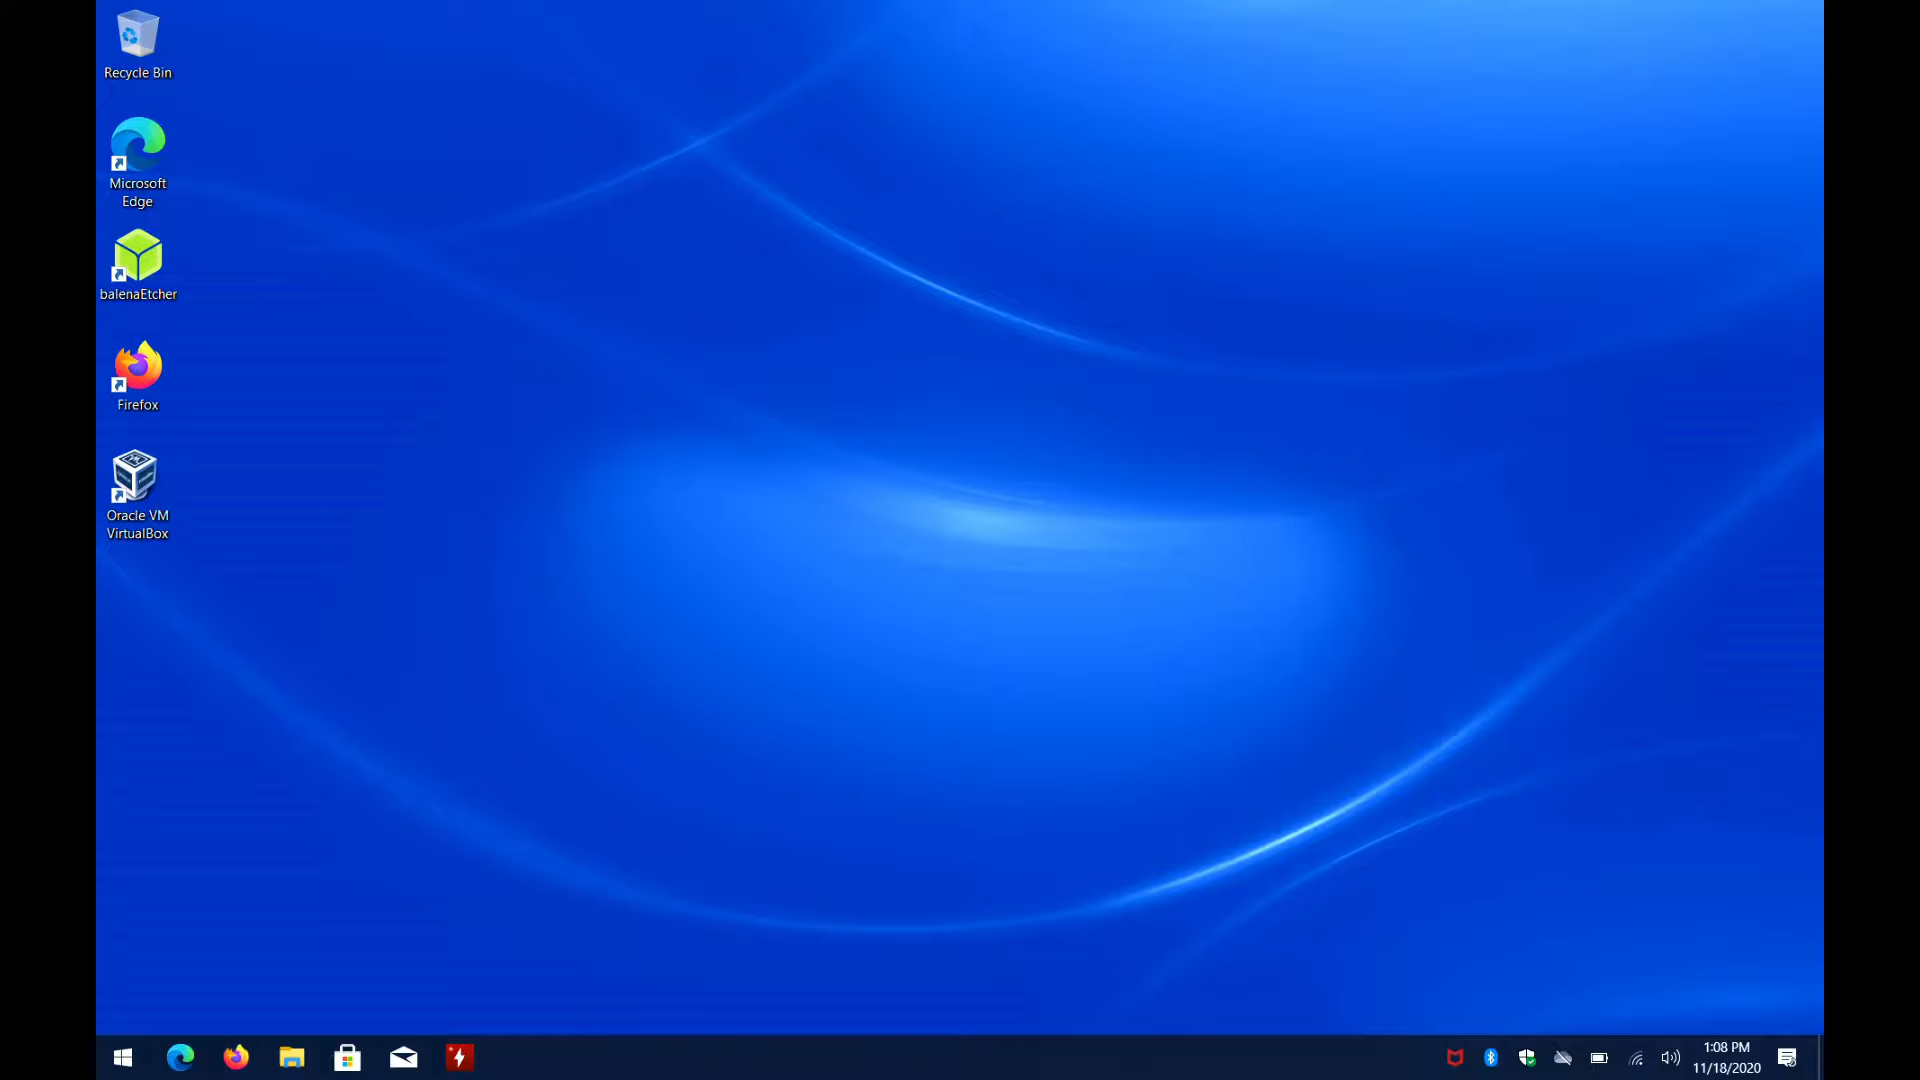 Recycle Bin
Microsoft
Edge
balenaEtcher
Firefox
Oracle VM
VirtualBox
1:08 PM
11/18/2020